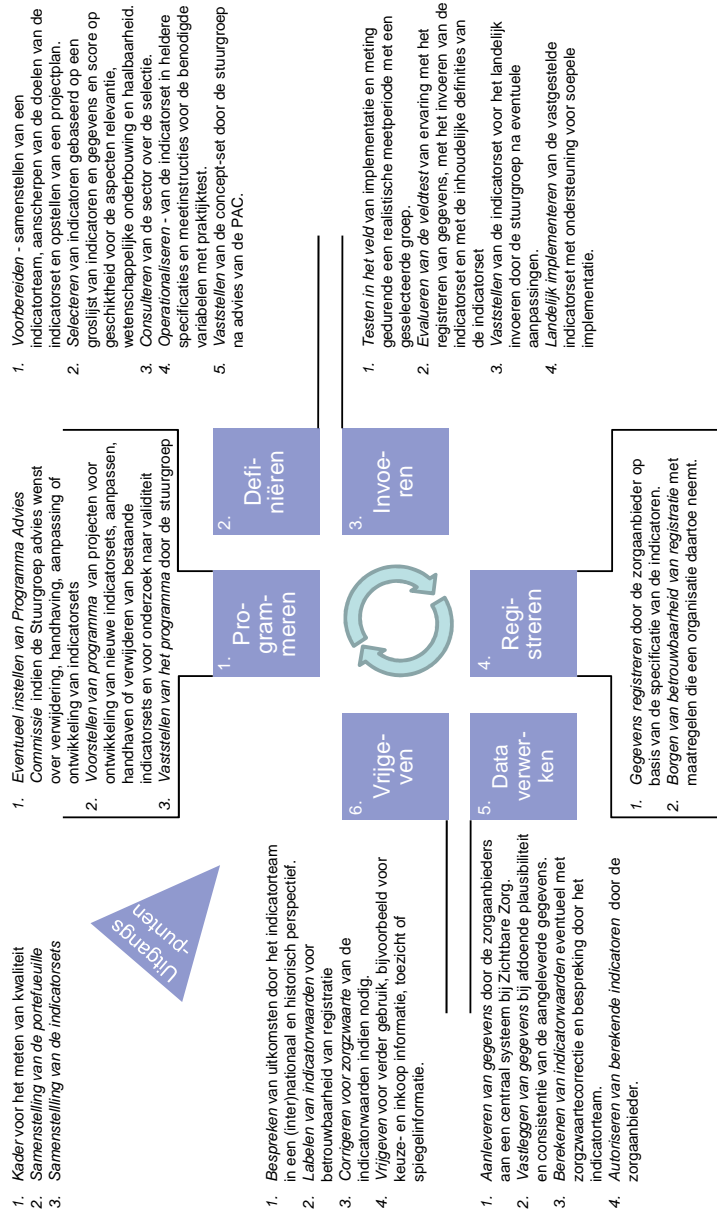 1. Kader voor het meten van kwaliteit
2. Samenstelling van de portefueuille
3. Samenstelling van de indicatorsets
Uitgangs
-punten
1. Eventueel instellen van Programma Advies
Commissie indien de Stuurgroep advies wenst
over verwijdering, handhaving, aanpassing of
ontwikkeling van indicatorsets
2. Voorstellen van programma van projecten voor
ontwikkeling van nieuwe indicatorsets, aanpassen,
handhaven of verwijderen van bestaande
indicatorsets en voor onderzoek naar validiteit
3. Vaststellen van het programma door de stuurgroep
1. Voorbereiden - samenstellen van een
indicatorteam, aanscherpen van de doelen van de
indicatorset en opstellen van een projectplan.
2. Selecteren van indicatoren gebaseerd op een
groslijst van indicatoren en gegevens en score op
geschiktheid voor de aspecten relevantie,
wetenschappelijke onderbouwing en haalbaarheid.
3. Consulteren van de sector over de selectie.
4. Operationaliseren - van de indicatorset in heldere
specificaties en meetinstructies voor de benodigde
variabelen met praktijktest.
5. Vaststellen van de concept-set door de stuurgroep
na advies van de PAC.
1.
Pro-
gram-
meren
2.
Defi-
niëren
6.
Vrijge-
ven
3.
Invoe-
ren
5.
Data
verwer-
ken
4.
Regi-
streren
1. Bespreken van uitkomsten door het indicatorteam
in een (inter)nationaal en historisch perspectief.
2. Labelen van indicatorwaarden voor
betrouwbaarheid van registratie
3. Corrigeren voor zorgzwaarte van de
indicatorwaarden indien nodig.
4. Vrijgeven voor verder gebruik, bijvoorbeeld voor
keuze- en inkoop informatie, toezicht of
spiegelinformatie.
1. Testen in het veld van implementatie en meting
gedurende een realistische meetperiode met een
geselecteerde groep.
2. Evalueren van de veldtest van ervaring met het
registreren van gegevens, met het invoeren van de
indicatorset en met de inhoudelijke definities van
de indicatorset
3. Vaststellen van de indicatorset voor het landelijk
invoeren door de stuurgroep na eventuele
aanpassingen.
4. Landelijk implementeren van de vastgestelde
indicatorset met ondersteuning voor soepele
implementatie.
1. Aanleveren van gegevens door de zorgaanbieders
aan een centraal systeem bij Zichtbare Zorg.
2. Vastleggen van gegevens bij afdoende plausibiliteit
en consistentie van de aangeleverde gegevens.
3. Berekenen van indicatorwaarden eventueel met
zorgzwaartecorrectie en bespreking door het
indicatorteam.
4. Autoriseren van berekende indicatoren door de
zorgaanbieder.
1. Gegevens registreren door de zorgaanbieder op
basis van de specificatie van de indicatoren.
2. Borgen van betrouwbaarheid van registratie met
maatregelen die een organisatie daartoe neemt.